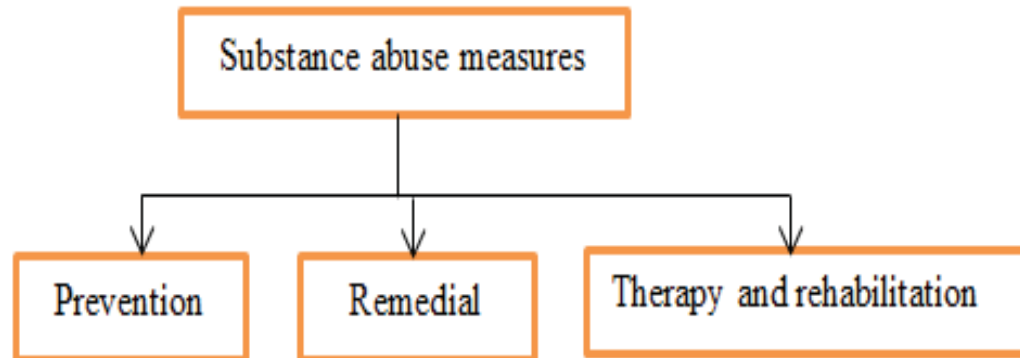 Substance abuse measures
Prevention
Remedial
Therapy and rehabilitation